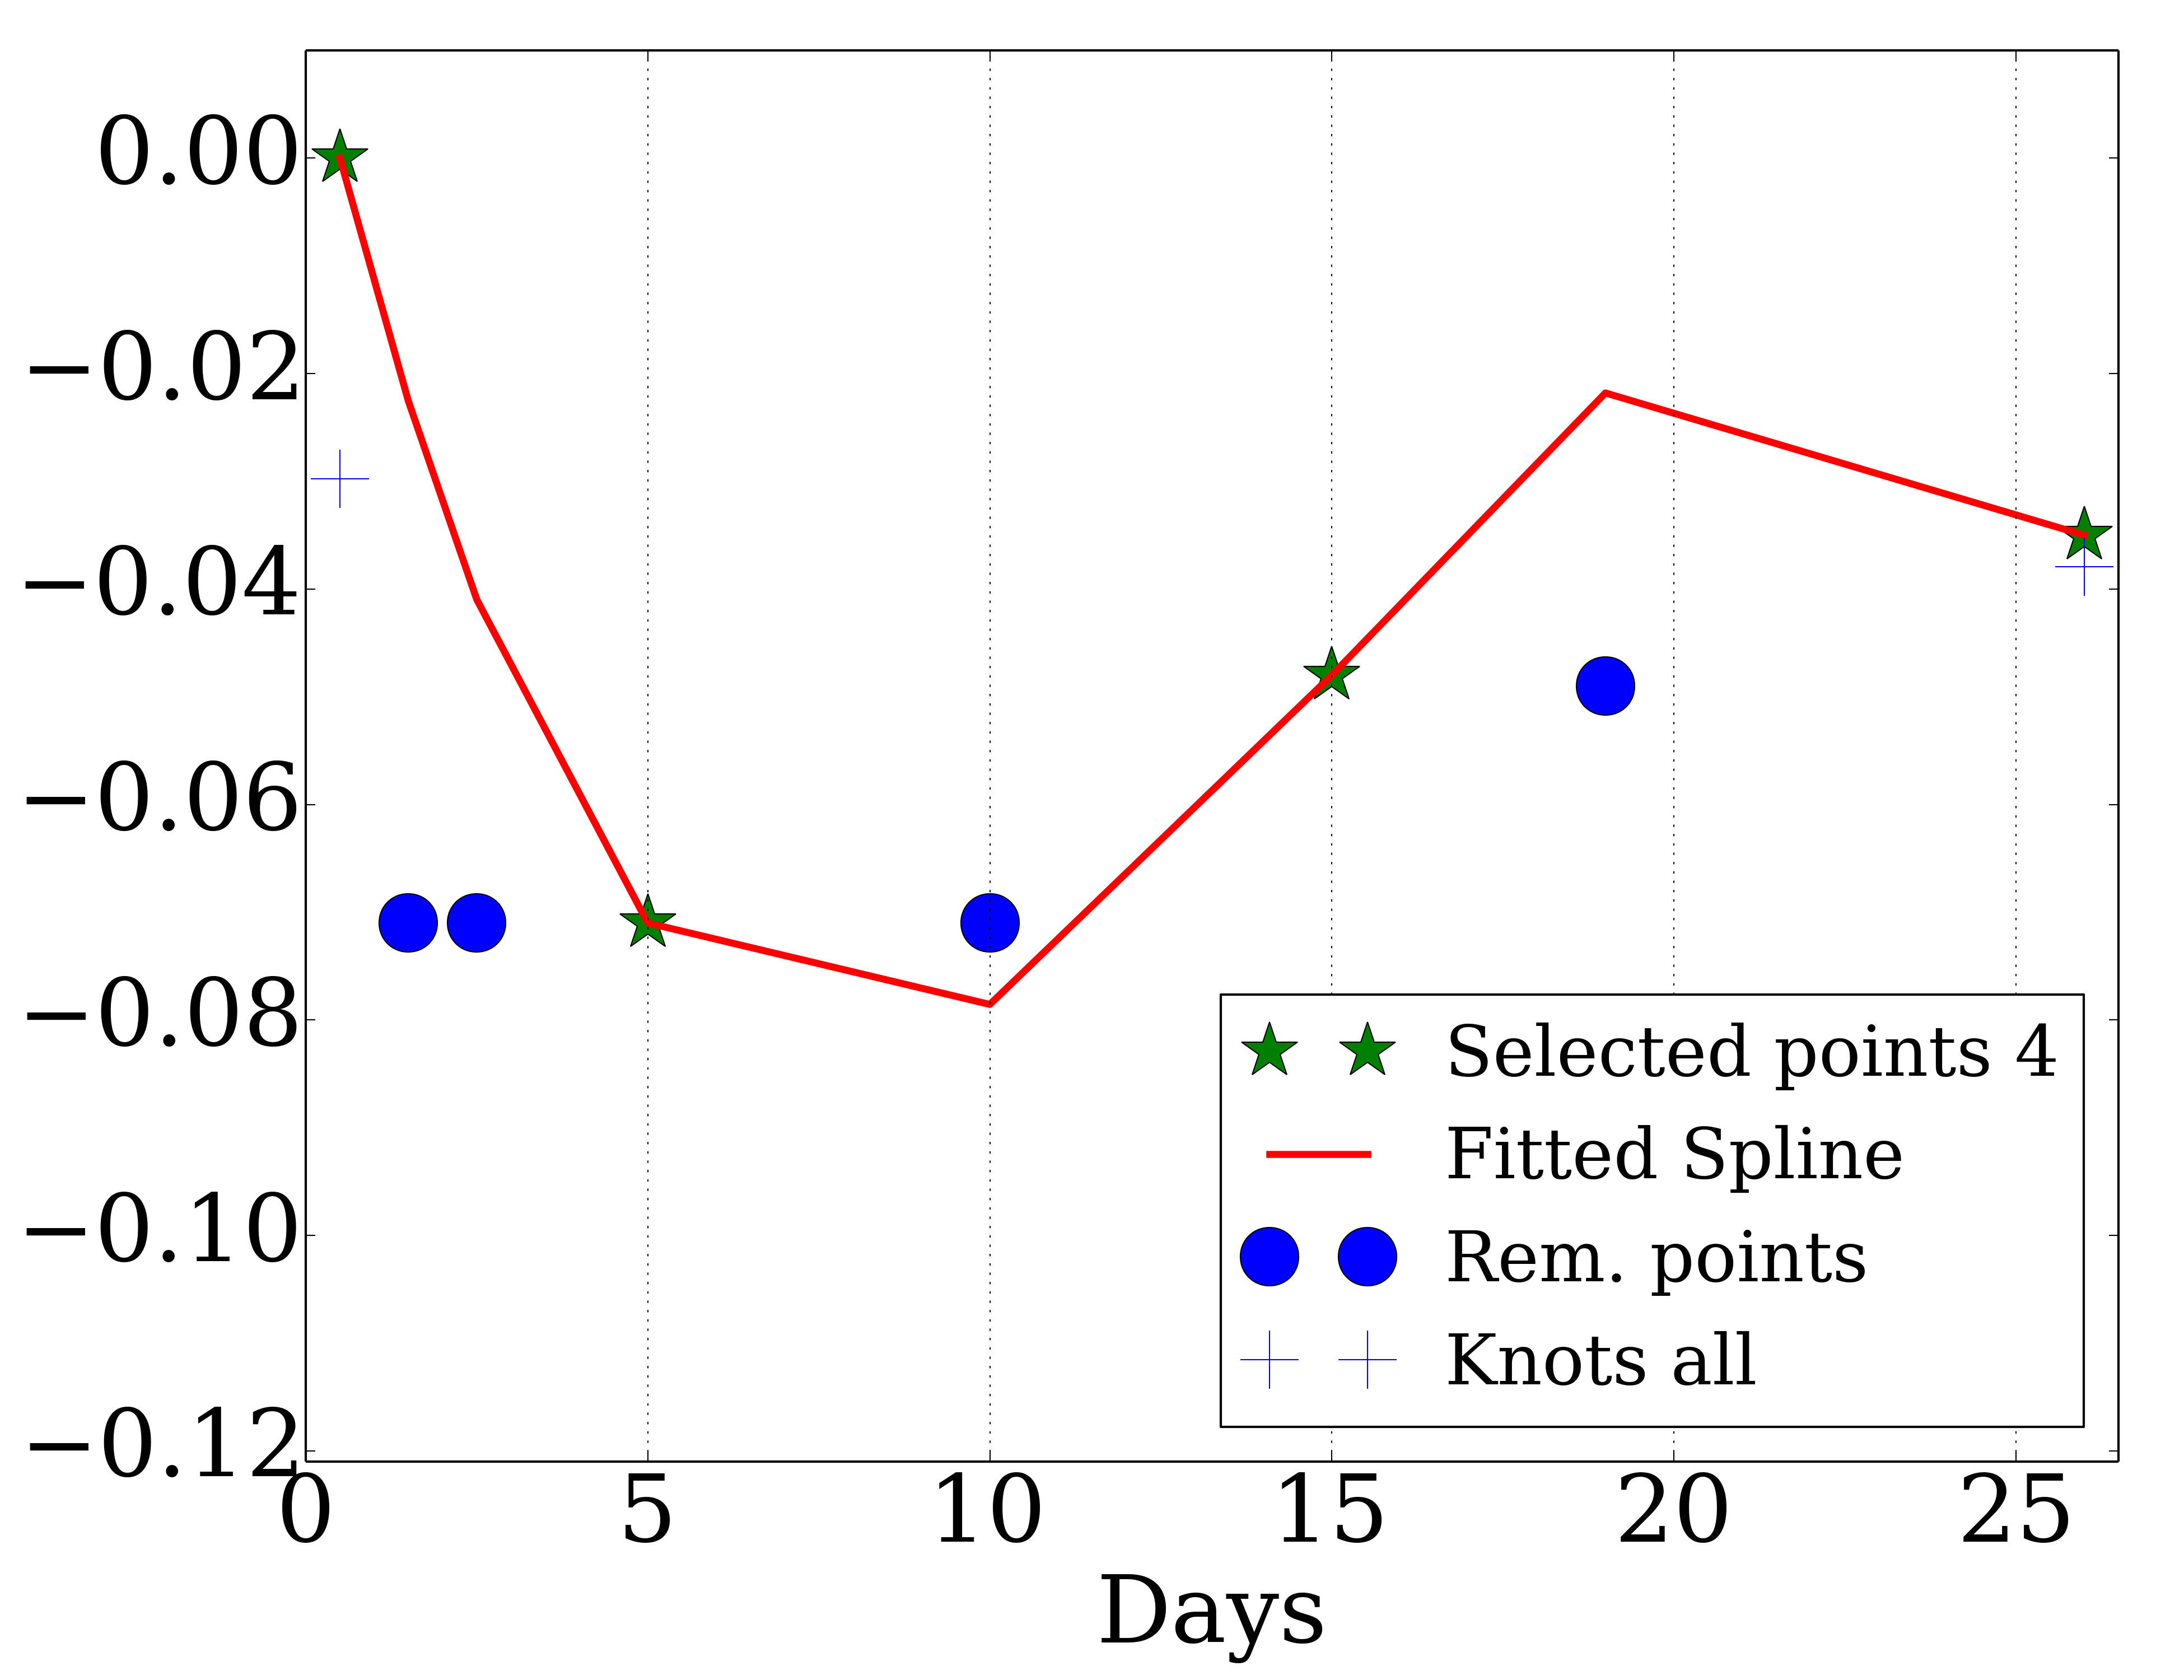 0.00
−0.02
−0.04
−0.06
−0.08
−0.10
−0.12
0 5 10 15 20 25
Days
Selected points 4
Fitted Spline
Rem. points
Knots all